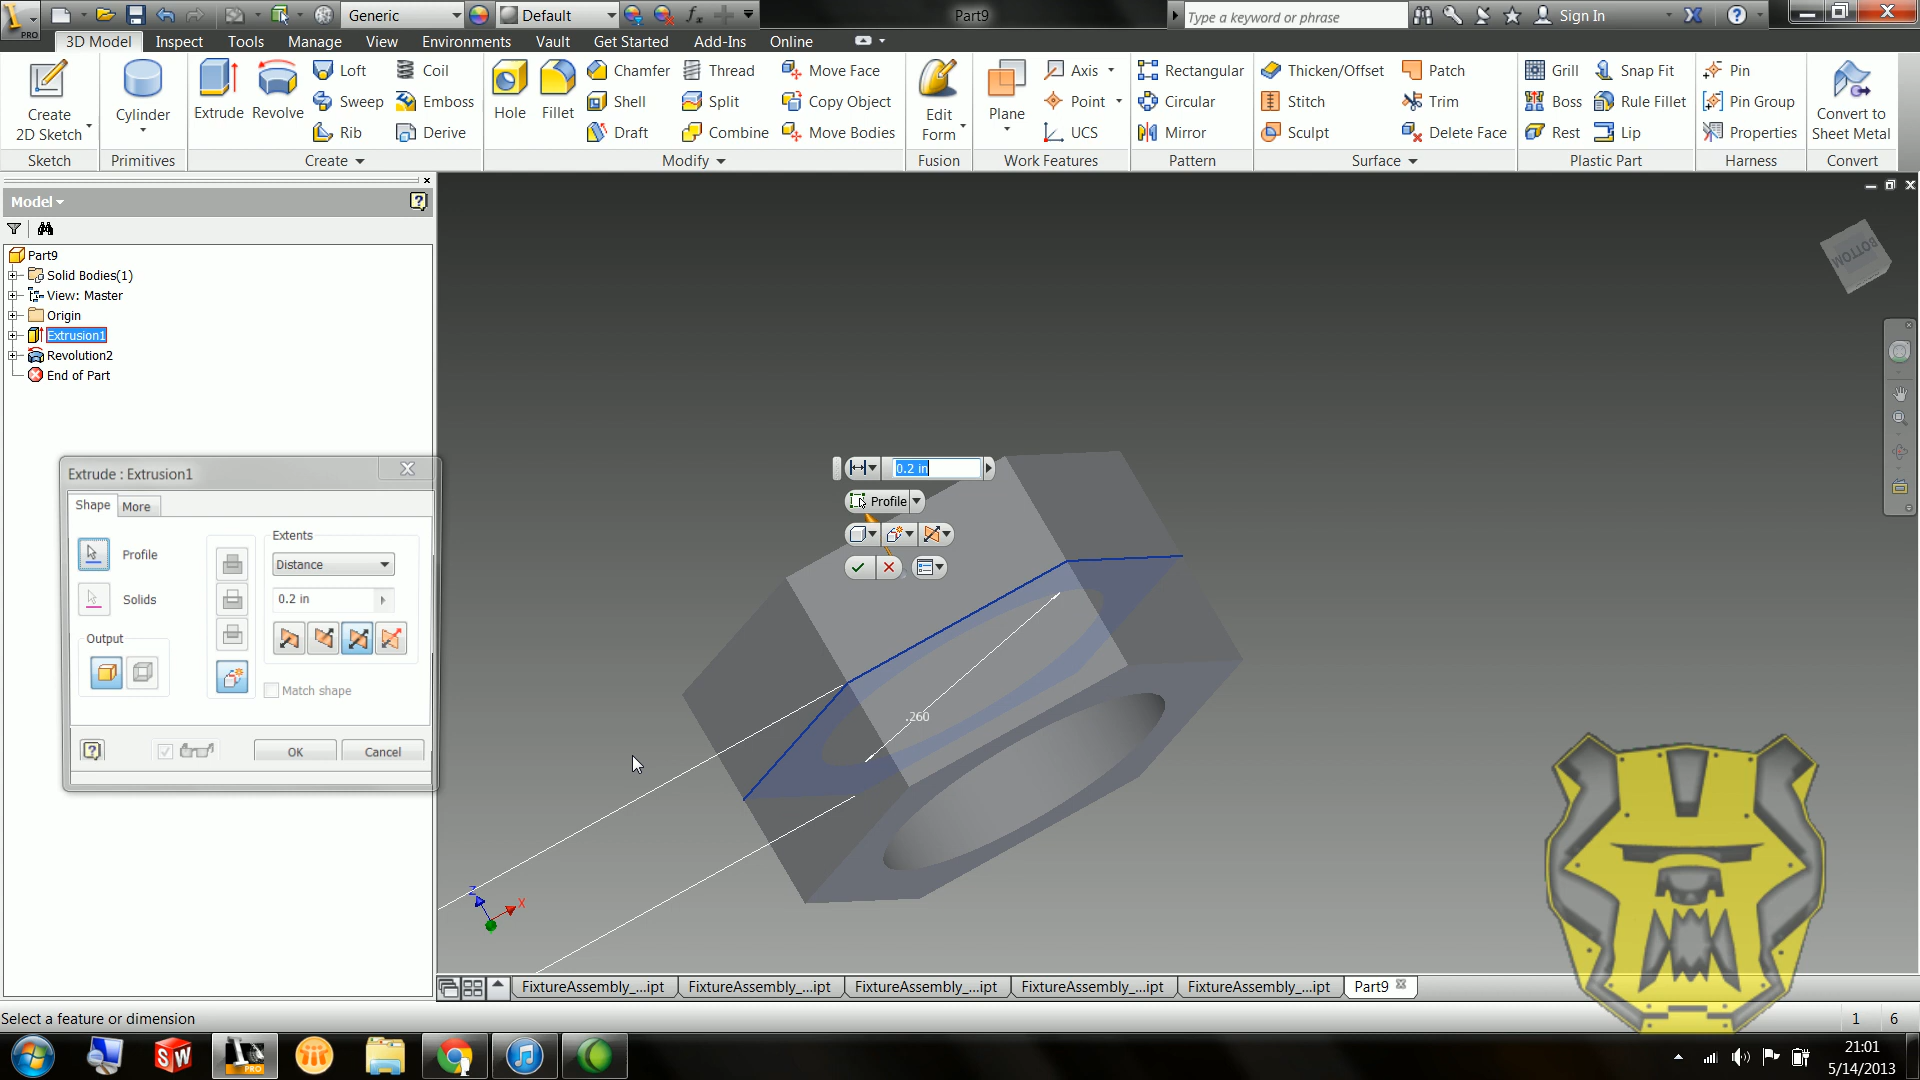 PRO
Generic
Default
fx
Part9
Type a keyword or phrase
Sign In
3D Model
Inspect
Tools
Manage
View
Environments
Vault
Get Started
Add-Ins
Online
Create
2D Sketch
Sketch
Cylinder
Primitives
Extrude
Revolve
Loft
Sweep
Rib
Coil
Emboss
Derive
Create
Hole
Fillet
Chamfer
Shell
Draft
Thread
Split
Combine
Move Face
Copy Object
Move Bodies
Modify
Edit
Form
Fusion
Plane
Axis
Point
UCS
Work Features
Rectangular
Circular
Mirror
Pattern
Thicken/Offset
Stitch
Sculpt
Patch
Trim
Delete Face
Surface
Grill
Boss
Rest
Snap Fit
Rule Fillet
Lip
Plastic Part
Pin
Pin Group
Properties
Harness
Convert to
Sheet Metal
Convert
Model
Part9
Solid Bodies(1)
View: Master
Origin
Extrusion1
Revolution2
End of Part
Extrude : Extrusion1
Shape
More
Profile
Solids
Output
Extents
Distance
0.2 in
Match shape
OK
Cancel
0.2 in
Profile
.260
BOTTOM
Z
X
FixtureAssembly_...ipt
FixtureAssembly_...ipt
FixtureAssembly_...ipt
FixtureAssembly_...ipt
FixtureAssembly_...ipt
Part9
Select a feature or dimension
1
6
SW
PRO
21:01
5/14/2013